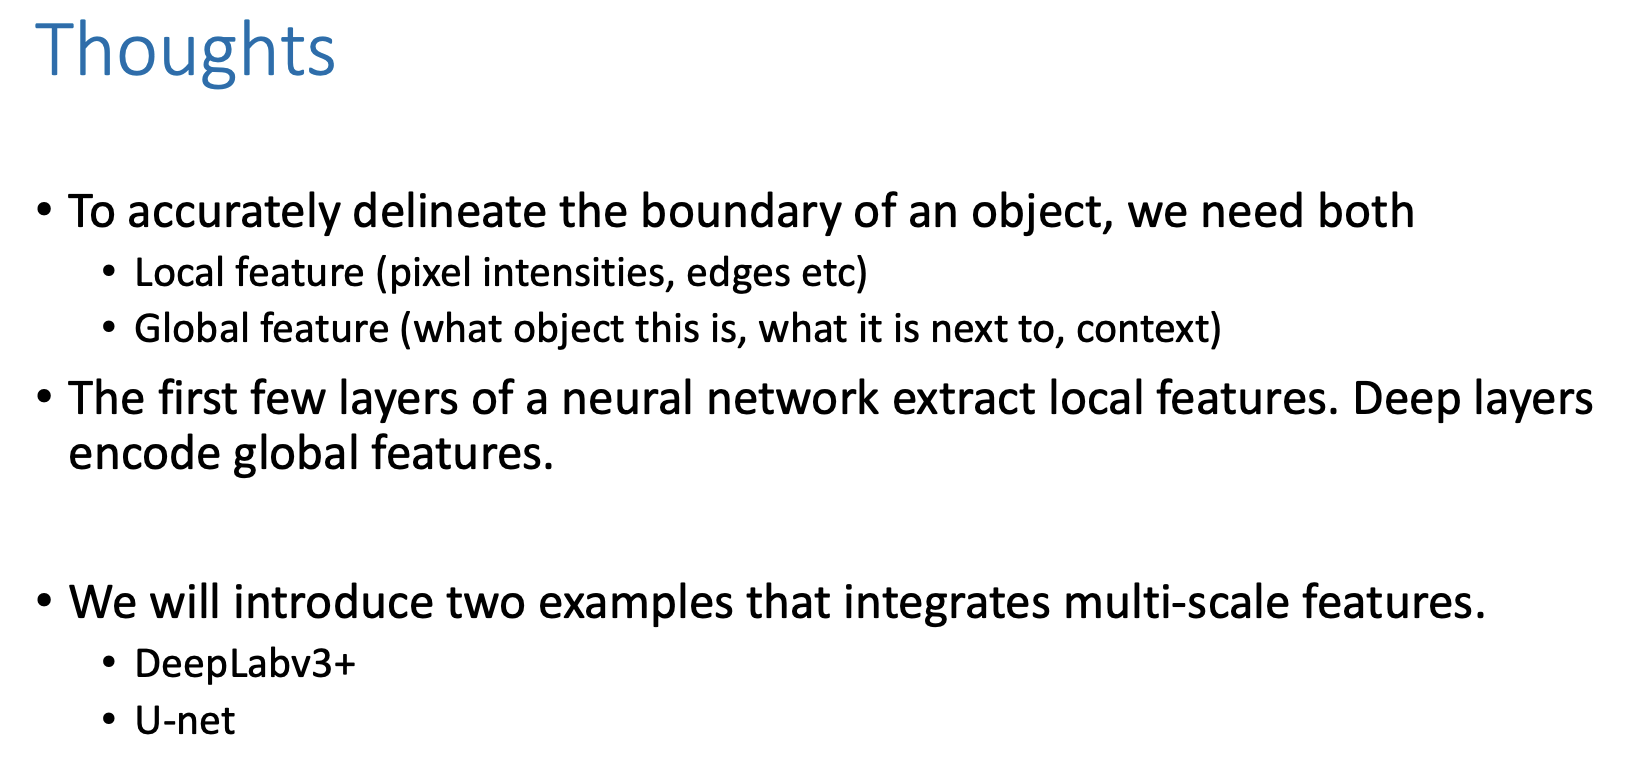 Thoughts
• To accurately delineate the boundary of an object, we need both
• Local feature (pixel intensities, edges etc)
• Global feature (what object this is, what it is next to, context)
• The first few layers of a neural network extract local features. Deep layers
encode global features.
• We will introduce two examples that integrates multi-scale features.
• DeepLabv3+
• U-net